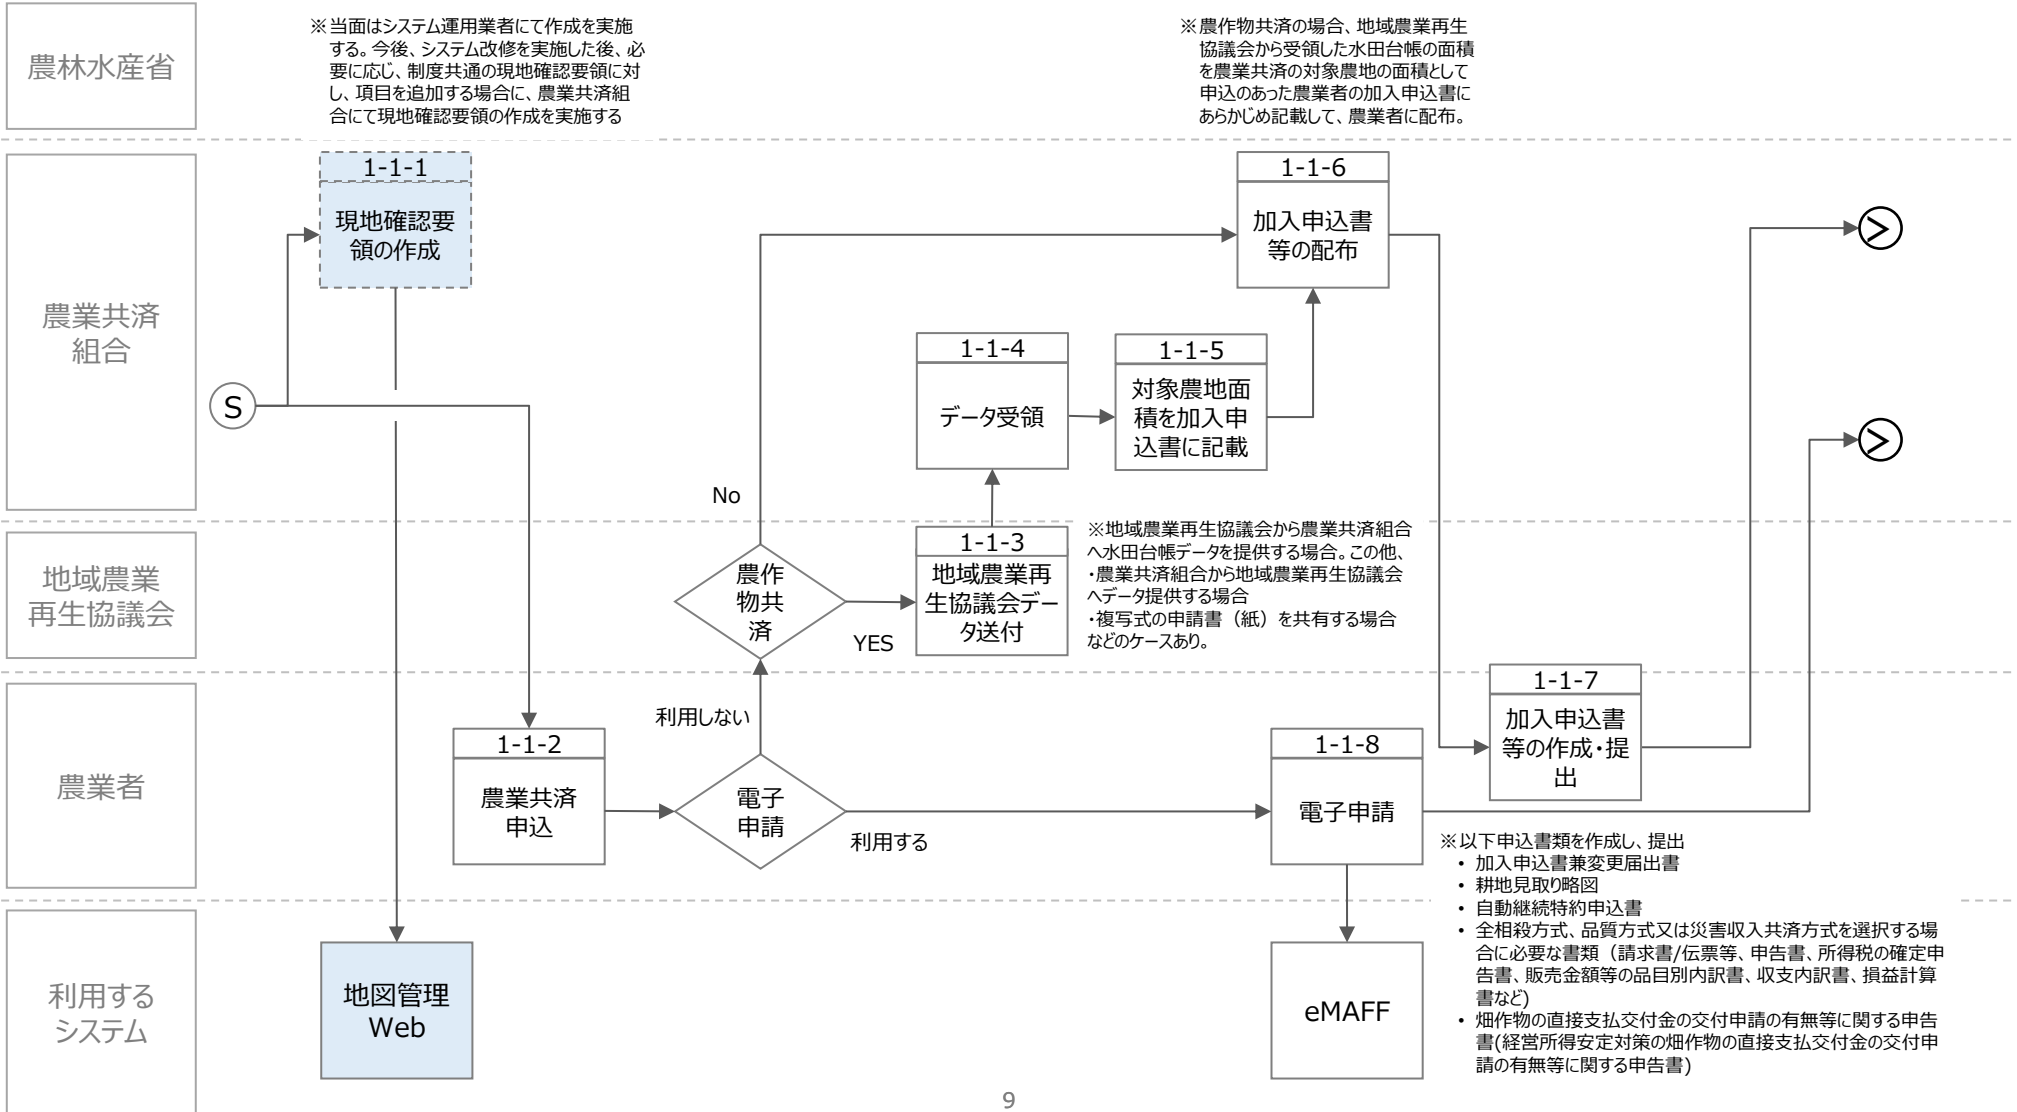 農林水産省
※当面はシステム運用業者にて作成を実施
する。今後、システム改修を実施した後、必
要に応じ、制度共通の現地確認要領に対
し、項目を追加する場合に、農業共済組
合にて現地確認要領の作成を実施する
※農作物共済の場合、地域農業再生
協議会から受領した水田台帳の面積
を農業共済の対象農地の面積として
申込のあった農業者の加入申込書に
あらかじめ記載して、農業者に配布。
農業共済
組合
S
1-1-1
現地確認要
領の作成
1-1-6
加入申込書
等の配布
>
1-1-4
データ受領
1-1-5
対象農地面
積を加入申
込書に記載
>
No
地域農業
再生協議会
農作
物共
済
YES
1-1-3
地域農業再
生協議会デー
タ送付
※地域農業再生協議会から農業共済組合
へ水田台帳データを提供する場合。この他、
・農業共済組合から地域農業再生協議会
へデータ提供する場合
・複写式の申請書（紙）を共有する場合
などのケースあり。
農業者
1-1-2
農業共済
申込
利用しない
電子
申請
利用する
1-1-8
電子申請
1-1-7
加入申込書
等の作成・提
出
※以下申込書類を作成し、提出
• 加入申込書兼変更届出書
• 耕地見取り略図
• 自動継続特約申込書
• 全相殺方式、品質方式又は災害収入共済方式を選択する場
合に必要な書類（請求書/伝票等、申告書、所得税の確定申
告書、販売金額等の品目別内訳書、収支内訳書、損益計算
書など)
• 畑作物の直接支払交付金の交付申請の有無等に関する申告
書(経営所得安定対策の畑作物の直接支払交付金の交付申
請の有無等に関する申告書)
利用する
システム
地図管理
Web
eMAFF
9